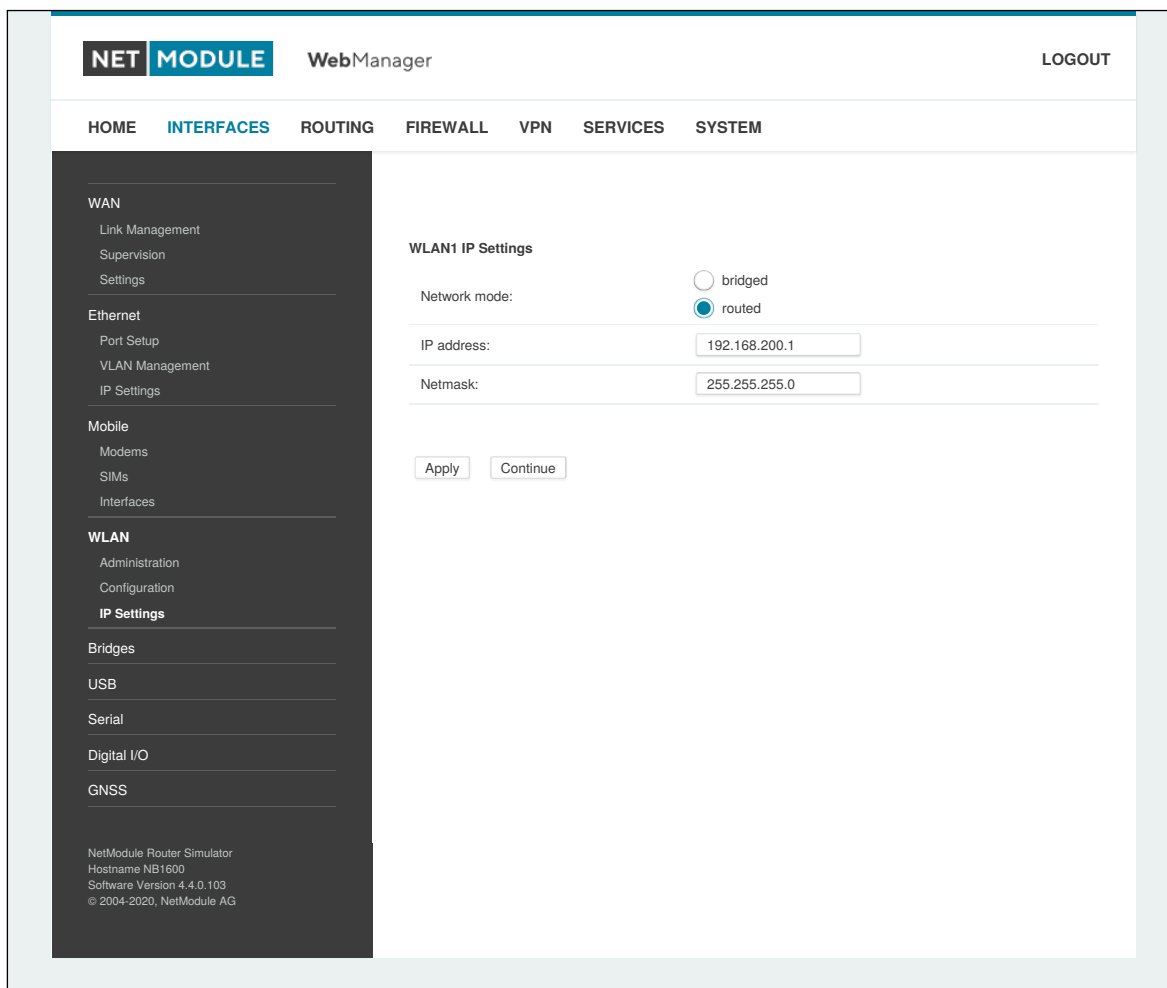 NET MODULE WebManager LOGOUT
HOME INTERFACES ROUTING FIREWALL VPN SERVICES SYSTEM
WAN
Link Management
Supervision
Settings
Ethernet
Port Setup
VLAN Management
IP Settings
Mobile
Modems
SIMs
Interfaces
WLAN
Administration
Configuration
IP Settings
Bridges
USB
Serial
Digital I/O
GNSS
NetModule Router Simulator
Hostname NB1600
Software Version 4.4.0.103
© 2004-2020, NetModule AG
WLAN1 IP Settings
Network mode:
bridged
routed
IP address: 192.168.200.1
Netmask: 255.255.255.0
Apply Continue